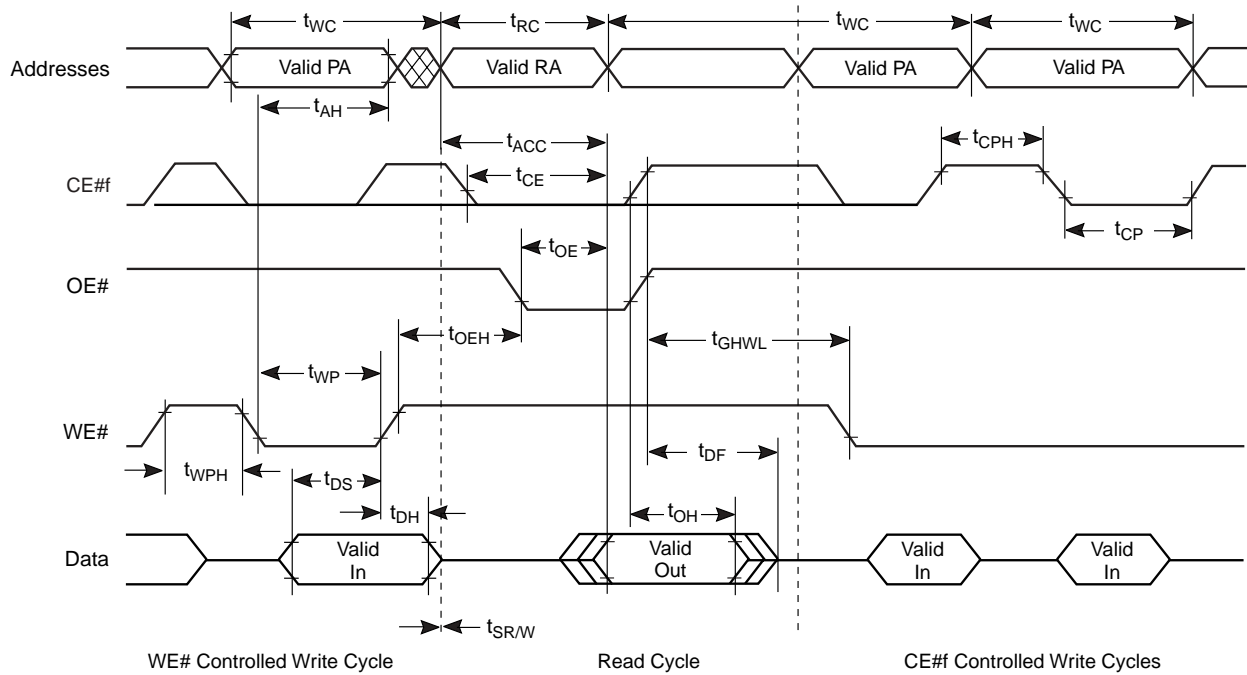 tWC tRC tWC tWC
Addresses Valid PA Valid RA Valid PA Valid PA
tAH
tACC tCPH
CE#f tCE
tOE tCP
OE#
tOEH tGHWL
tWP
WE#
tWPH tDS tDF
tDH tOH
Data Valid In Valid Out Valid In Valid In
tSR/W
WE# Controlled Write Cycle Read Cycle CE#f Controlled Write Cycles